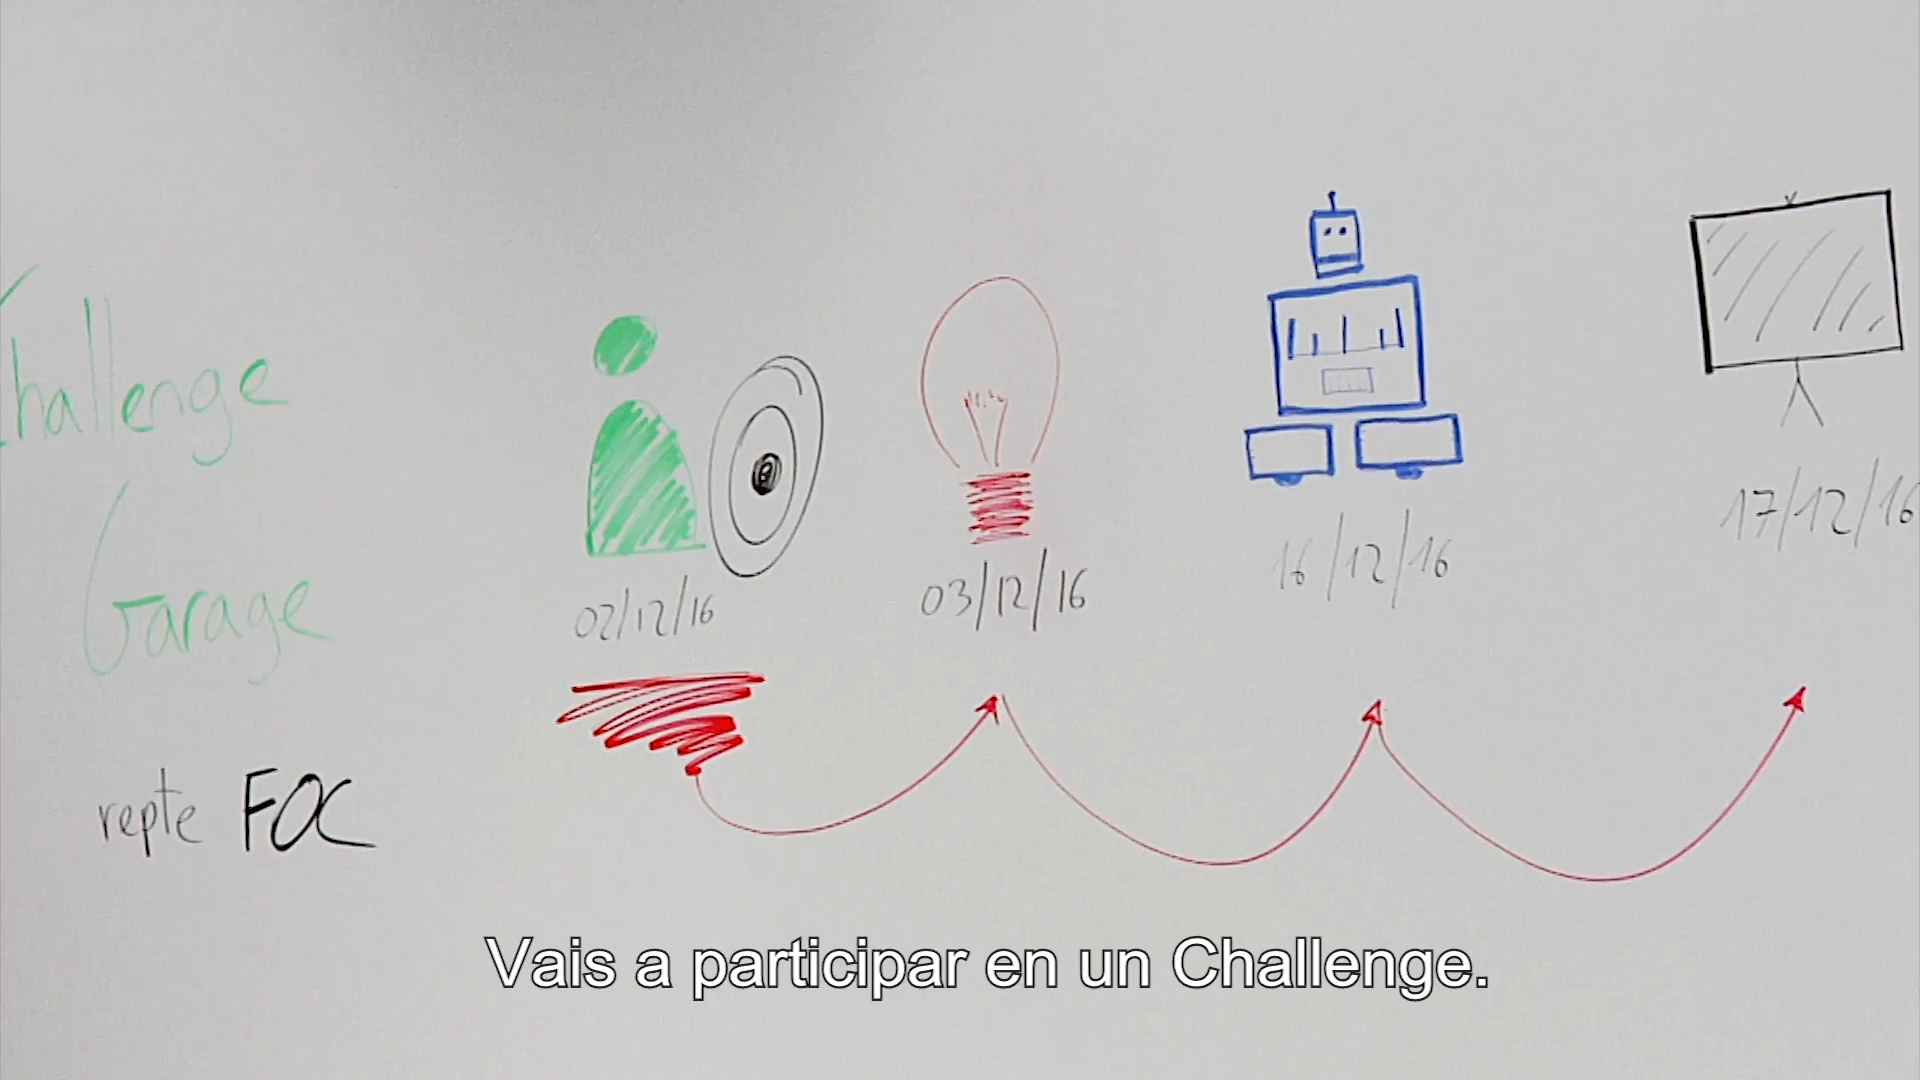 Challenge
Garage
repte FOC
02/12/16
03/12/16
16/12/16
17/12/16
Vais a participar en un Challenge.